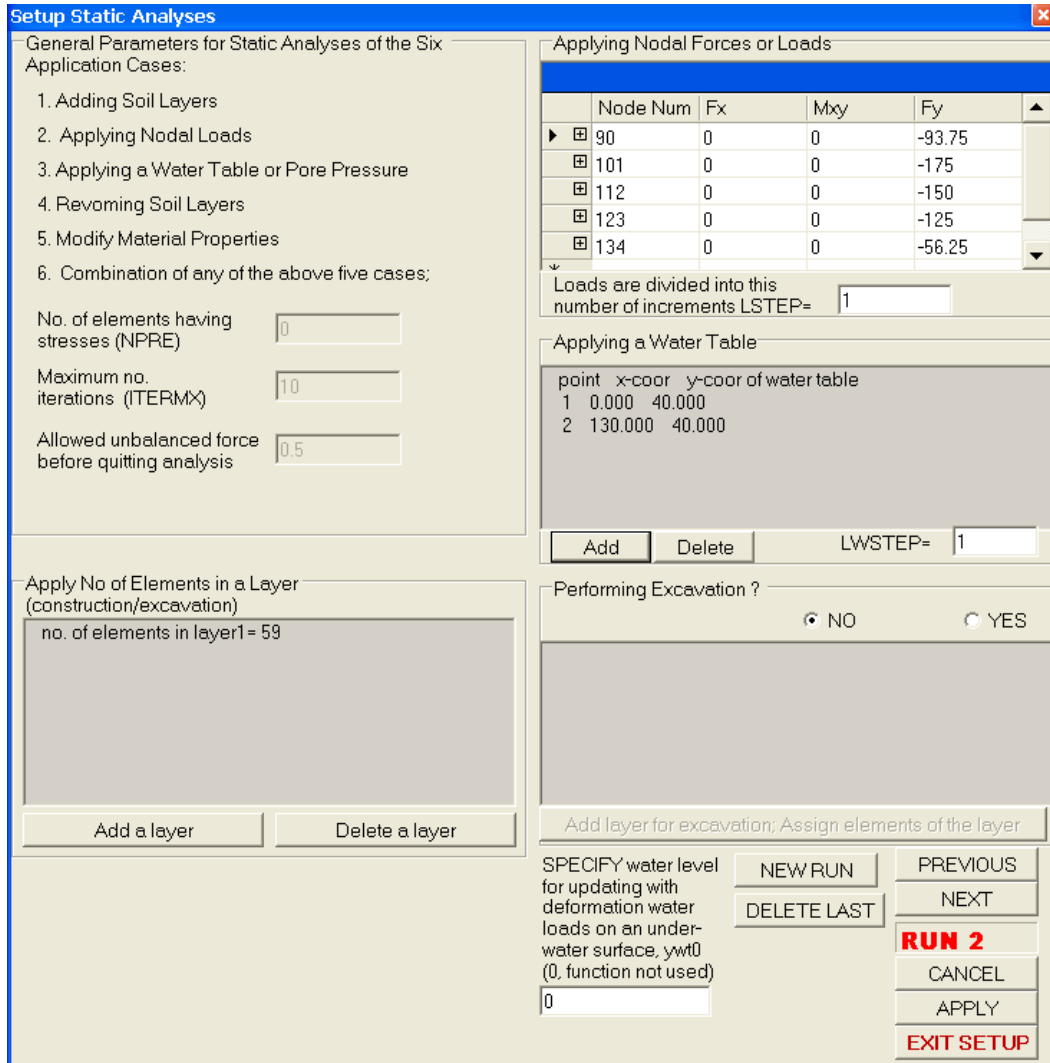 Setup Static Analyses
General Parameters for Static Analyses of the Six
Application Cases:
1. Adding Soil Layers
2. Applying Nodal Loads
3. Applying a Water Table or Pore Pressure
4. Revoming Soil Layers
5. Modify Material Properties
6. Combination of any of the above five cases;
No. of elements having
stresses (NPRE)
0
Maximum no.
iterations (ITERMX)
10
Allowed unbalanced force
before quitting analysis
0.5
Apply No of Elements in a Layer
(construction/excavation)
no. of elements in layer1= 59
Add a layer
Delete a layer
Applying Nodal Forces or Loads
Node Num Fx Mxy Fy
90 0 0 -93.75
101 0 0 -175
112 0 0 -150
123 0 0 -125
134 0 0 -56.25
Loads are divided into this
number of increments LSTEP= 1
Applying a Water Table
point x-coor y-coor of water table
1 0.000 40.000
2 130.000 40.000
Add
Delete
LWSTEP= 1
Performing Excavation ?
NO
YES
Add layer for excavation; Assign elements of the layer
SPECIFY water level
for updating with
deformation water
loads on an under-
water surface, ywt0
(0, function not used)
0
NEW RUN
DELETE LAST
PREVIOUS
NEXT
RUN 2
CANCEL
APPLY
EXIT SETUP